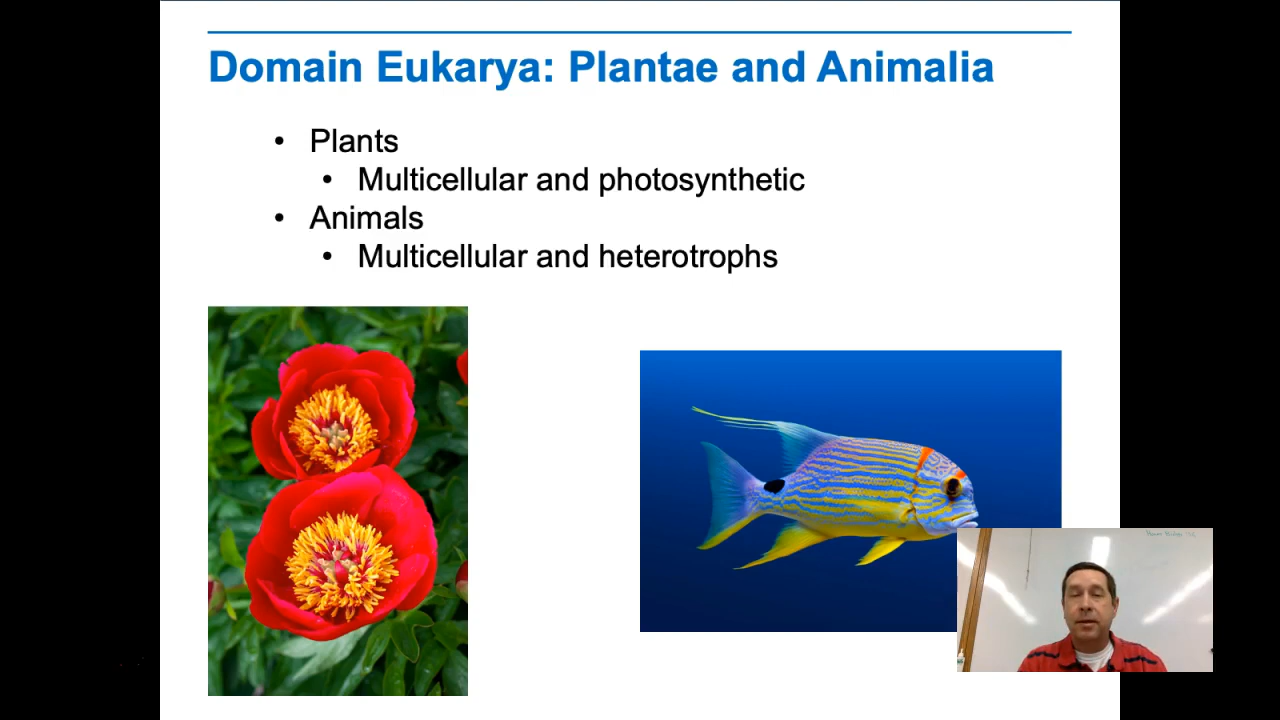 Domain Eukarya: Plantae and Animalia
• Plants
• Multicellular and photosynthetic
• Animals
• Multicellular and heterotrophs